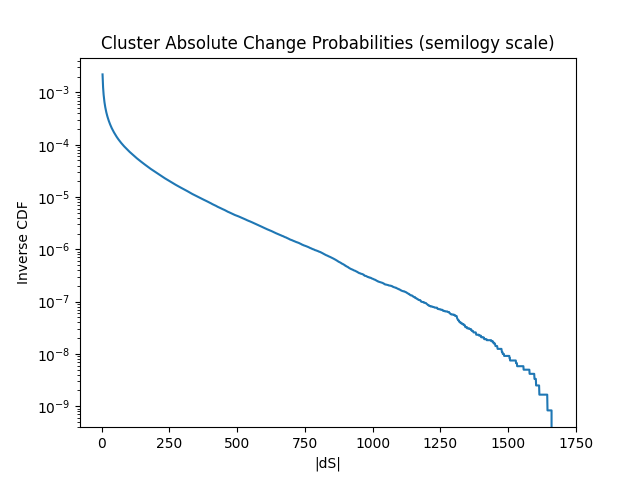 Cluster Absolute Change Probabilities (semilogy scale)
Inverse CDF
10⁻³
10⁻⁴
10⁻⁵
10⁻⁶
10⁻⁷
10⁻⁸
10⁻⁹
0 250 500 750 1000 1250 1500 1750
|dS|